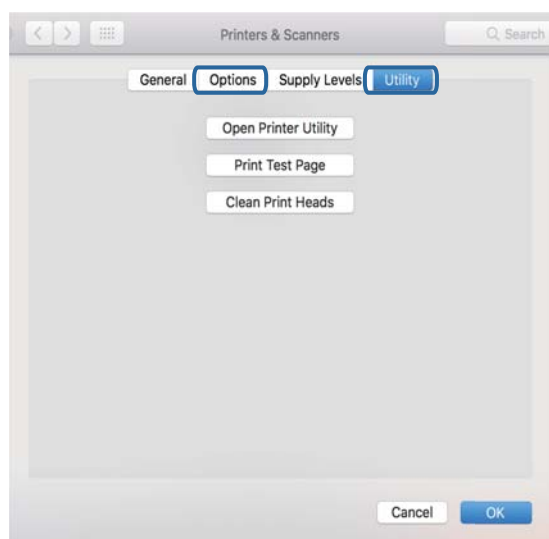 Printers & Scanners
Search
General Options Supply Levels Utility
Open Printer Utility
Print Test Page
Clean Print Heads
Cancel OK